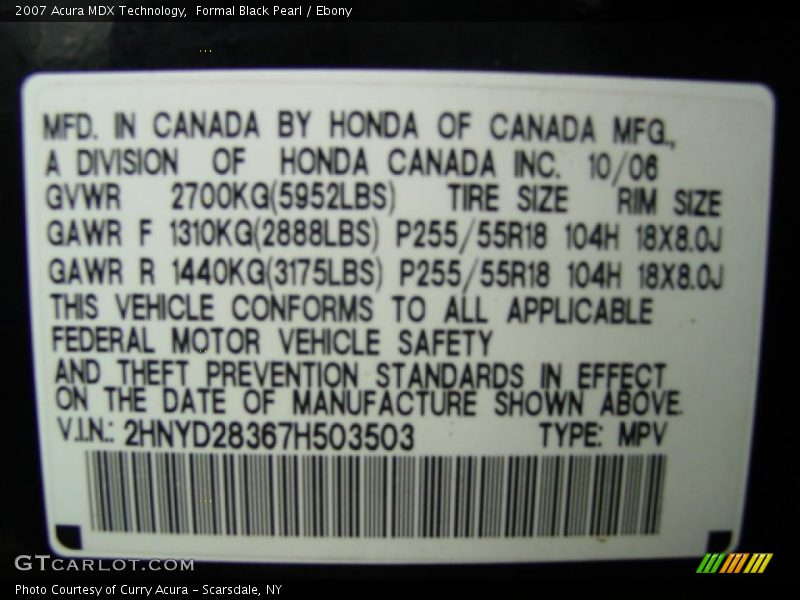 2007 Acura MDX Technology,  Formal Black Pearl / Ebony
MFD. IN CANADA BY HONDA OF CANADA MFG.,
A DIVISION OF HONDA CANADA INC. 10/06
GVWR 2700KG(5952LBS) TIRE SIZE RIM SIZE
GAWR F 1310KG(2888LBS) P255/55R18 104H 18X8.0J
GAWR R 1440KG(3175LBS) P255/55R18 104H 18X8.0J
THIS VEHICLE CONFORMS TO ALL APPLICABLE
FEDERAL MOTOR VEHICLE SAFETY
AND THEFT PREVENTION STANDARDS IN EFFECT
ON THE DATE OF MANUFACTURE SHOWN ABOVE.
V.I.N.: 2HNYD28367H503503 TYPE: MPV
GTCARLOT.COM
Photo Courtesy of Curry Acura - Scarsdale, NY